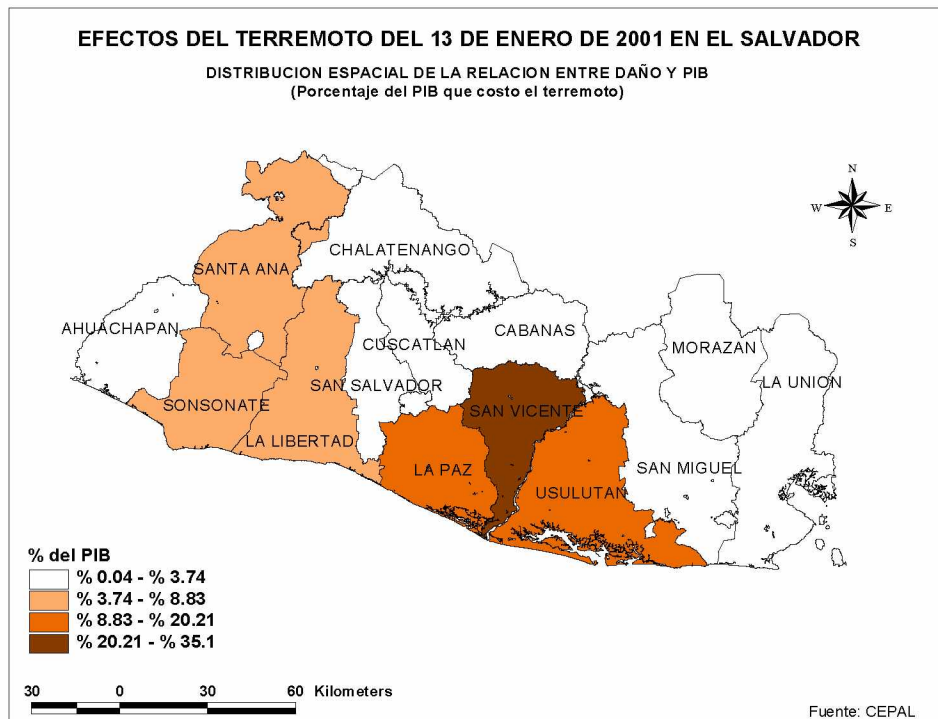 EFECTOS DEL TERREMOTO DEL 13 DE ENERO DE 2001 EN EL SALVADOR
DISTRIBUCION ESPACIAL DE LA RELACION ENTRE DAÑO Y PIB
(Porcentaje del PIB que costo el terremoto)
N
W E
S
CHALATENANGO
SANTA ANA
AHUACHAPAN
CABANAS
CUSCATLAN
MORAZAN
SAN SALVADOR
LA UNION
SONSONATE
SAN VICENTE
LA LIBERTAD
LA PAZ
SAN MIGUEL
USULUTAN
% del PIB
% 0.04 - % 3.74
% 3.74 - % 8.83
% 8.83 - % 20.21
% 20.21 - % 35.1
30 0 30 60 Kilometers
Fuente: CEPAL